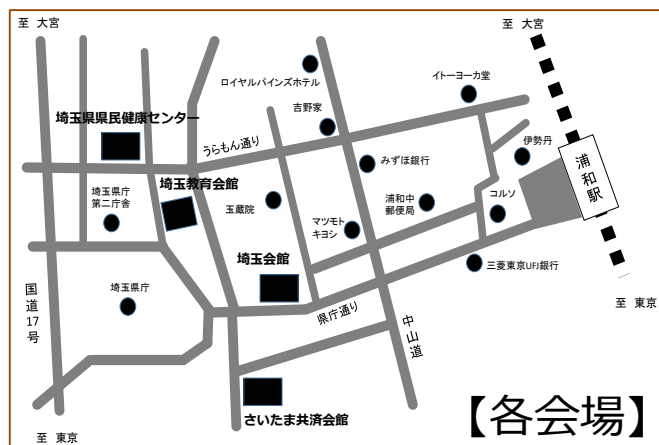 至 大宮
至 大宮
ロイヤルパインズホテル
イトーヨーカ堂
吉野家
埼玉県県民健康センター
うらもん通り
伊勢丹
みずほ銀行
浦和駅
埼玉教育会館
埼玉県庁
第二庁舎
玉蔵院
浦和中
郵便局
コルソ
マツモト
キヨシ
埼玉会館
三菱東京UFJ銀行
国道17号
埼玉県庁
県庁通り
中山道
至 東京
さいたま共済会館
【各会場】
至 東京